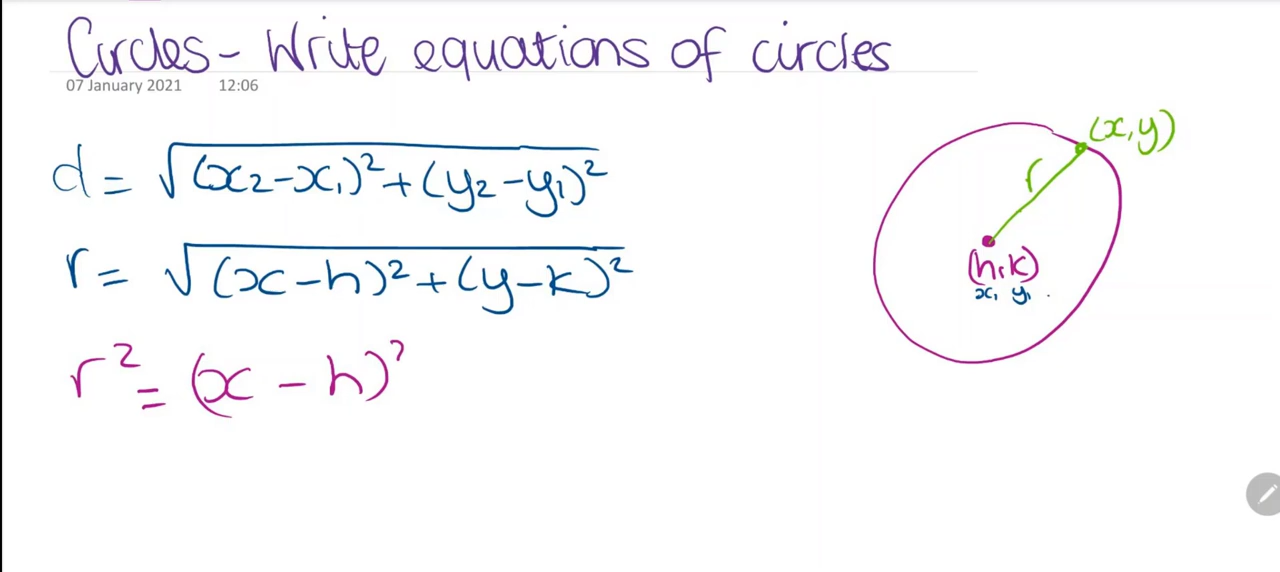 Circles - Write equations of circles
07 January 2021 12:06
d = √(x₂-x₁)²+(y₂-y₁)²
r = √(x-h)²+(y-k)²
r² = (x - h)²
(x,y)
r
(h,k)
x₁ y₁